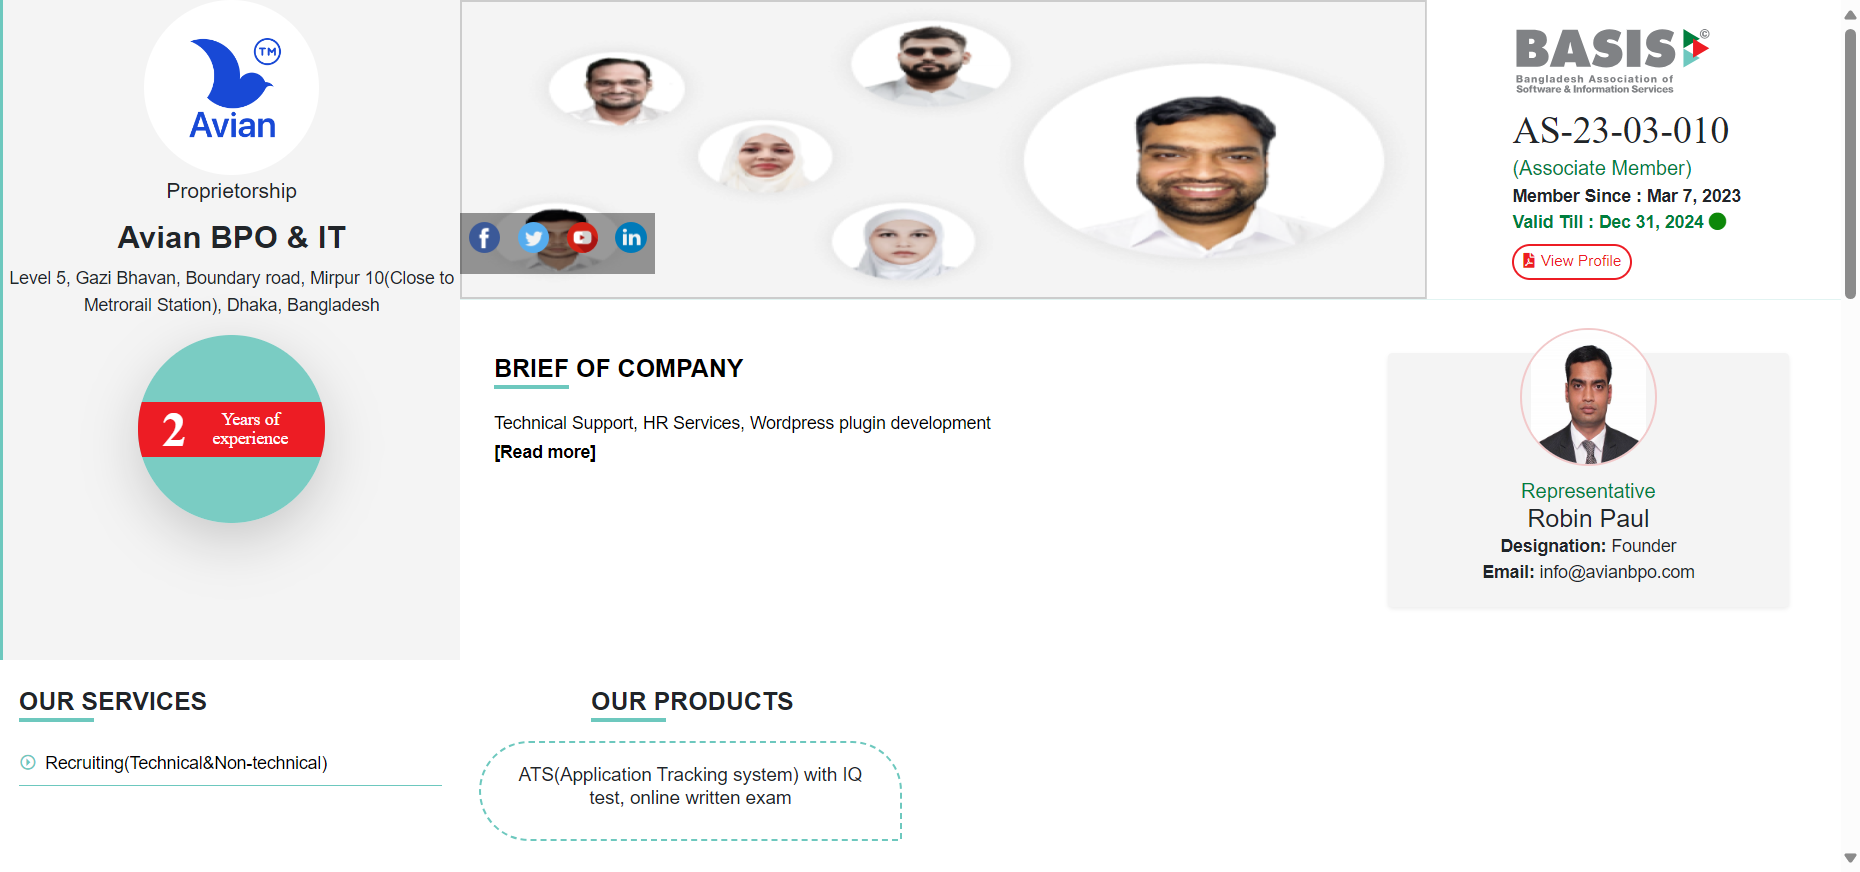 TM
Avian
Proprietorship
Avian BPO & IT
Level 5, Gazi Bhavan, Boundary road, Mirpur 10(Close to
Metrorail Station), Dhaka, Bangladesh
2
Years of
experience
f
in
BASIS ©
Bangladesh Association of
Software & Information Services
AS-23-03-010
(Associate Member)
Member Since : Mar 7, 2023
Valid Till : Dec 31, 2024
View Profile
BRIEF OF COMPANY
Technical Support, HR Services, Wordpress plugin development
[Read more]
Representative
Robin Paul
Designation: Founder
Email: info@avianbpo.com
OUR SERVICES
Recruiting(Technical&Non-technical)
OUR PRODUCTS
ATS(Application Tracking system) with IQ
test, online written exam